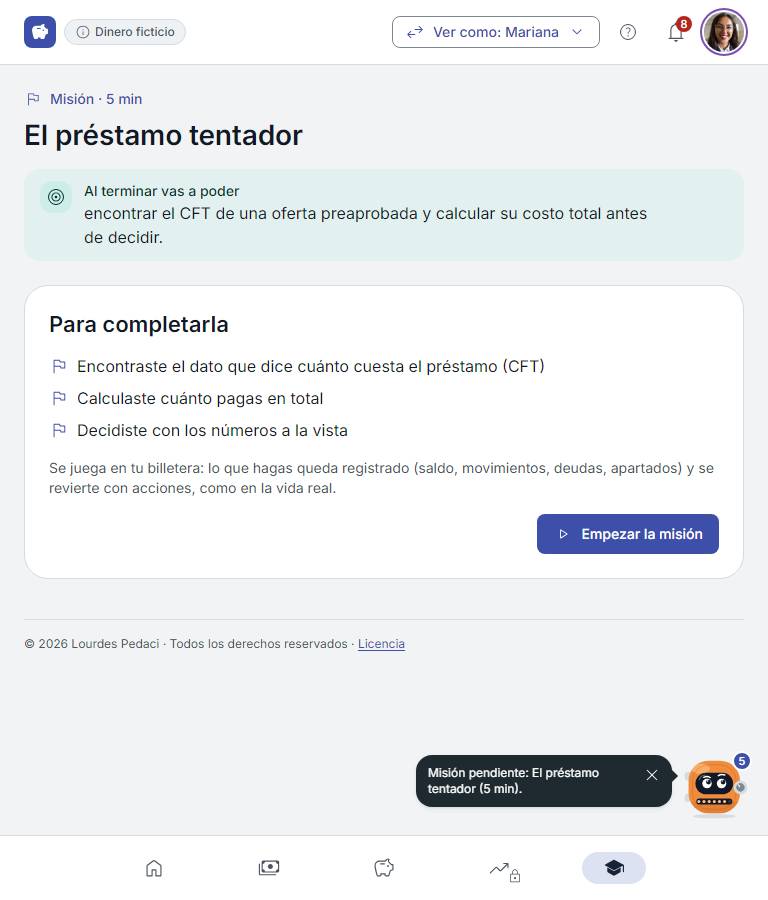 Dinero ficticio
Ver como: Mariana
8
Misión · 5 min
El préstamo tentador
Al terminar vas a poder
encontrar el CFT de una oferta preaprobada y calcular su costo total antes
de decidir.
Para completarla
Encontraste el dato que dice cuánto cuesta el préstamo (CFT)
Calculaste cuánto pagas en total
Decidiste con los números a la vista
Se juega en tu billetera: lo que hagas queda registrado (saldo, movimientos, deudas, apartados) y se
revierte con acciones, como en la vida real.
Empezar la misión
© 2026 Lourdes Pedaci · Todos los derechos reservados · Licencia
Misión pendiente: El préstamo
tentador (5 min).
5